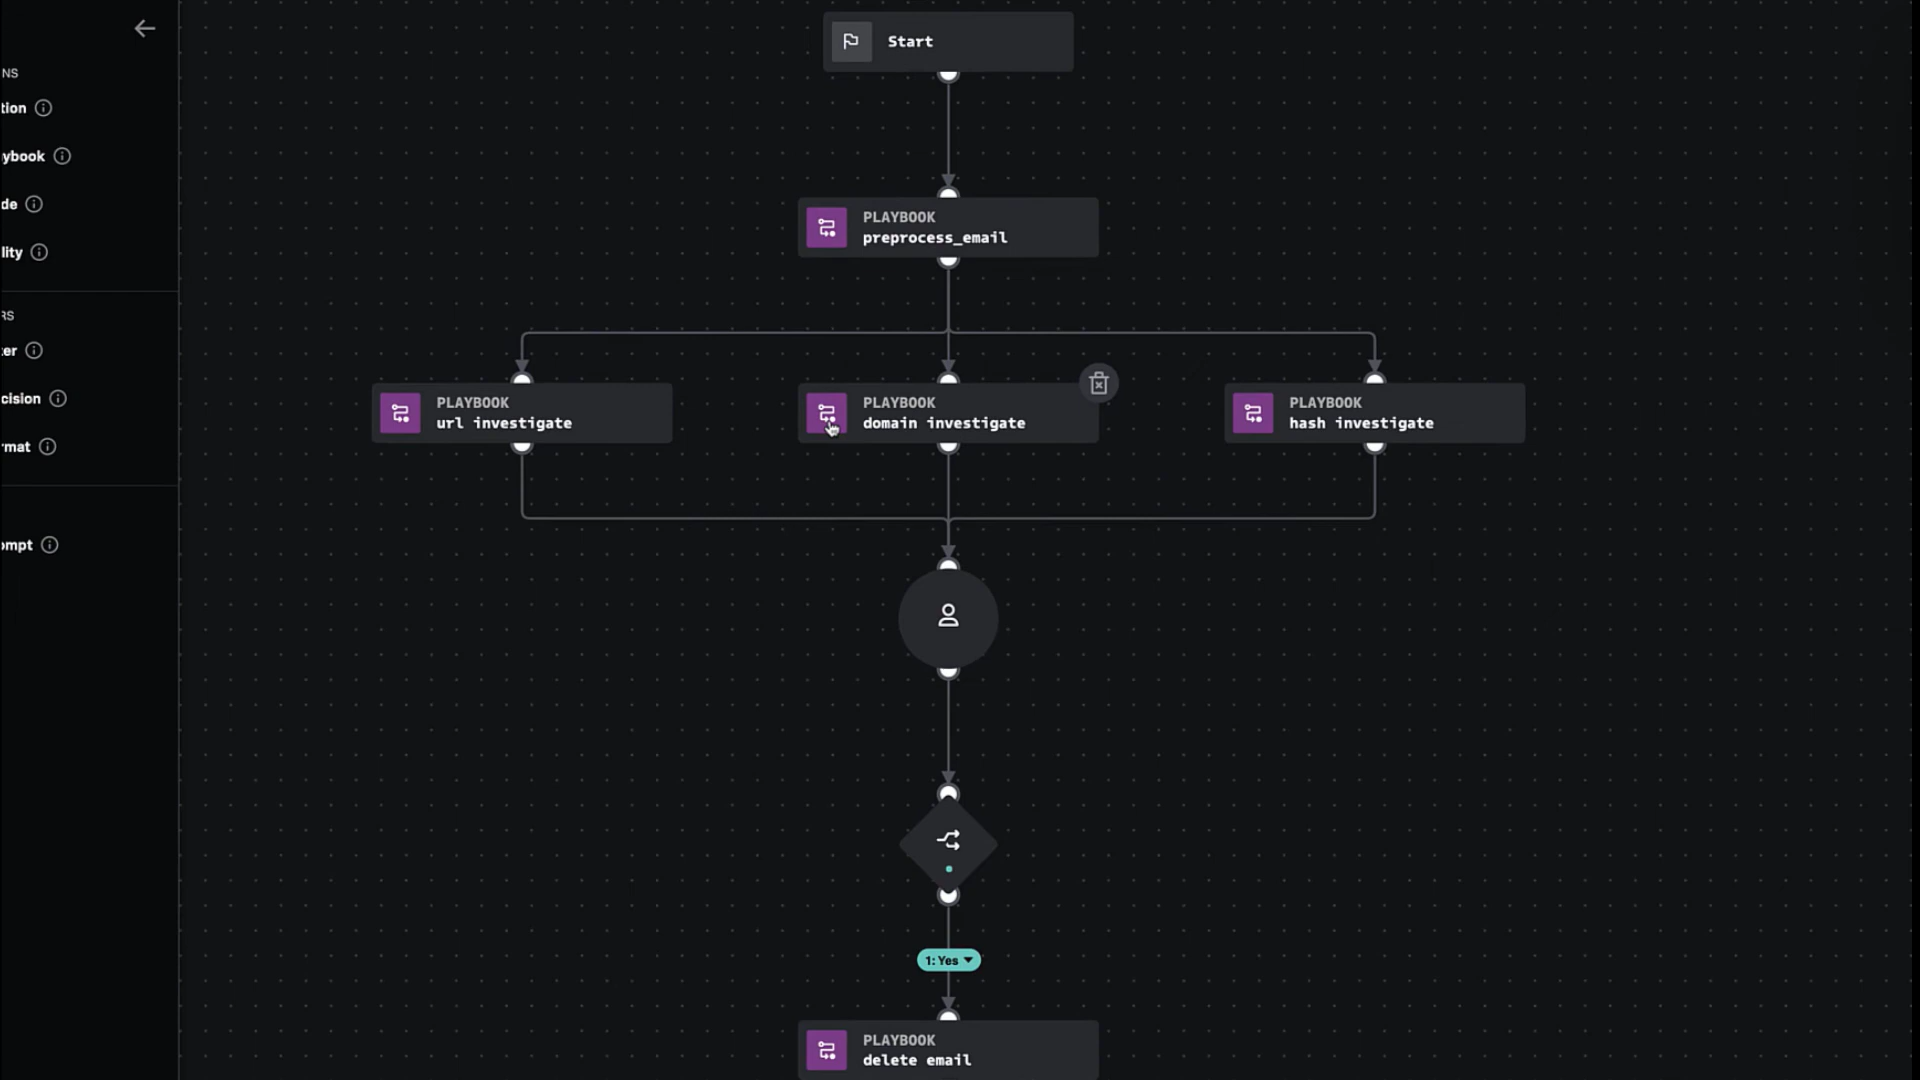 Start
NS
tion
ybook
de
lity
PLAYBOOK
preprocess_email
RS
ter
cision
rmat
ompt
PLAYBOOK
url investigate
PLAYBOOK
domain investigate
PLAYBOOK
hash investigate
1: Yes
PLAYBOOK
delete email